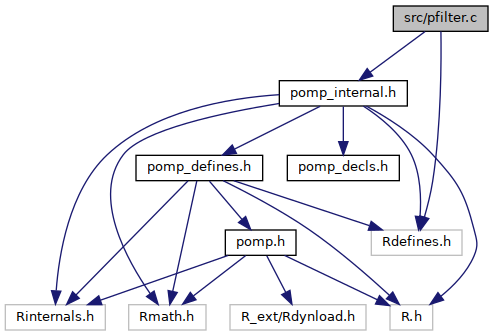 src/pfilter.c
pomp_internal.h
pomp_defines.h
pomp_decls.h
Rdefines.h
pomp.h
Rinternals.h
Rmath.h
R_ext/Rdynload.h
R.h